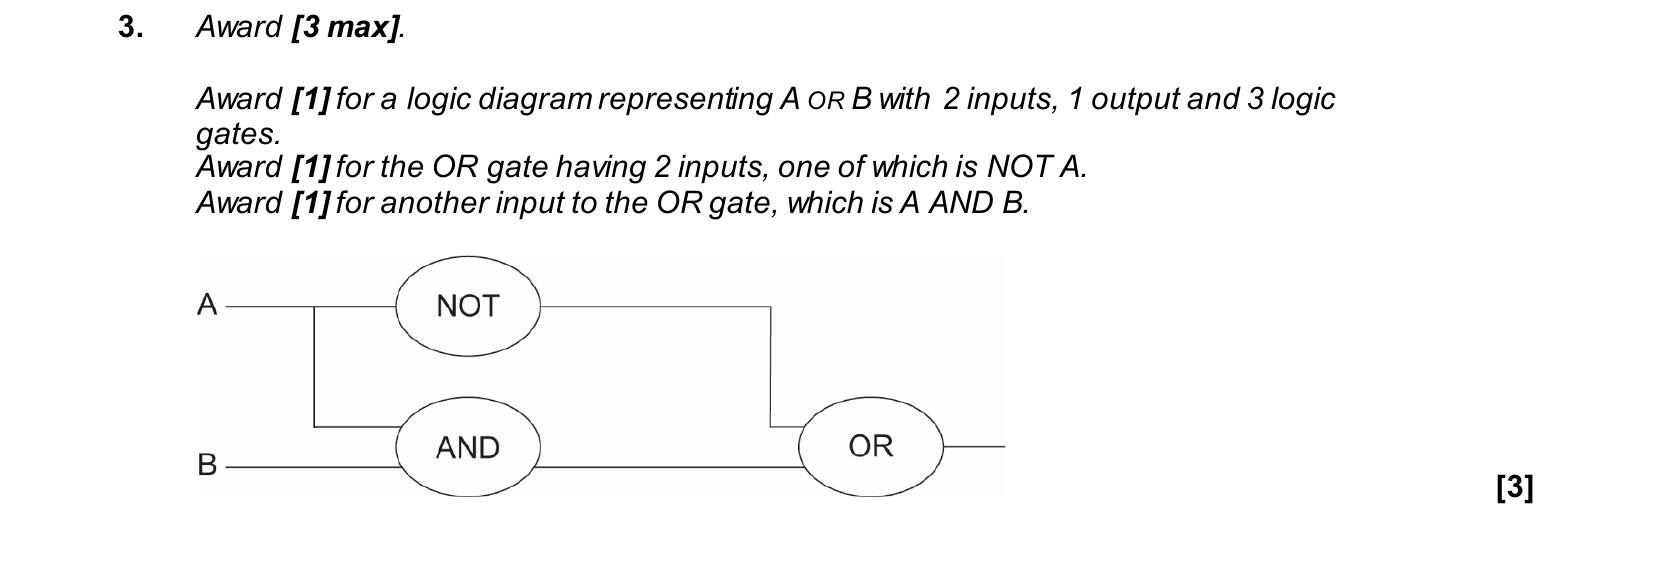 3. Award [3 max].
Award [1] for a logic diagram representing A OR B with 2 inputs, 1 output and 3 logic
gates.
Award [1] for the OR gate having 2 inputs, one of which is NOT A.
Award [1] for another input to the OR gate, which is A AND B.
A NOT
B AND OR
[3]